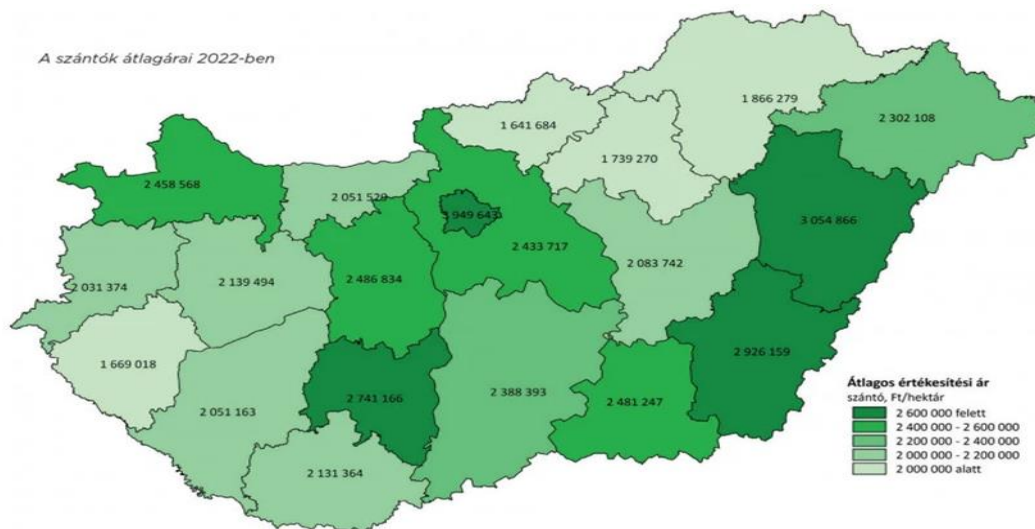 A szántók átlagárai 2022-ben
1 866 279
2 302 108
1 641 684
1 739 270
2 458 568
2 051 529
3 949 643
3 054 866
2 433 717
2 083 742
2 486 834
2 139 494
2 031 374
2 926 159
1 669 018
2 388 393
2 741 166
2 481 247
2 051 163
2 131 364
Átlagos értékesítési ár
szántó, Ft/hektár
2 600 000 felett
2 400 000 - 2 600 000
2 200 000 - 2 400 000
2 000 000 - 2 200 000
2 000 000 alatt